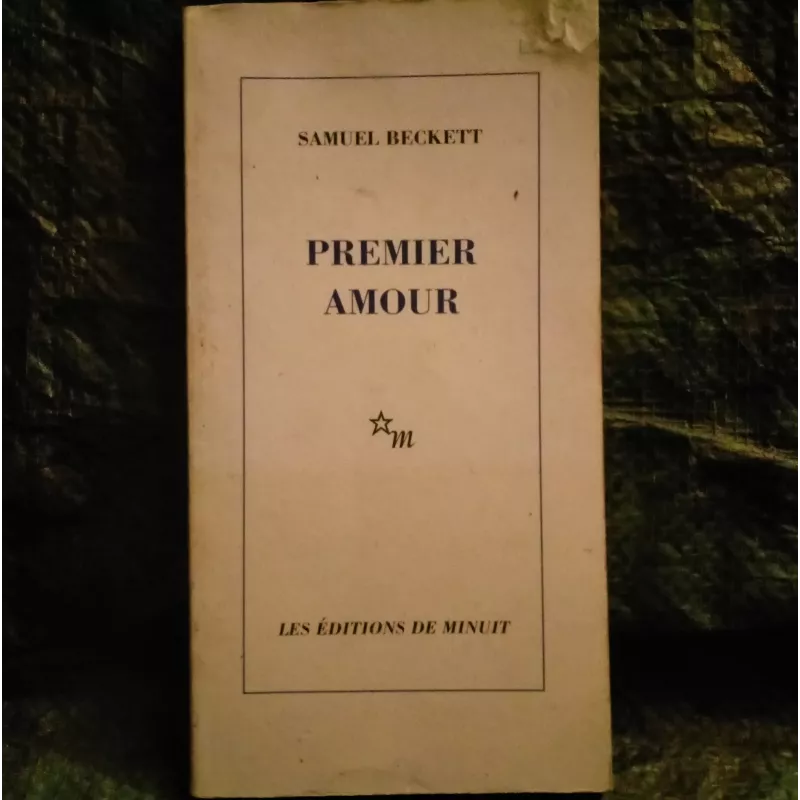 SAMUEL BECKETT
PREMIER
AMOUR
m
LES ÉDITIONS DE MINUIT